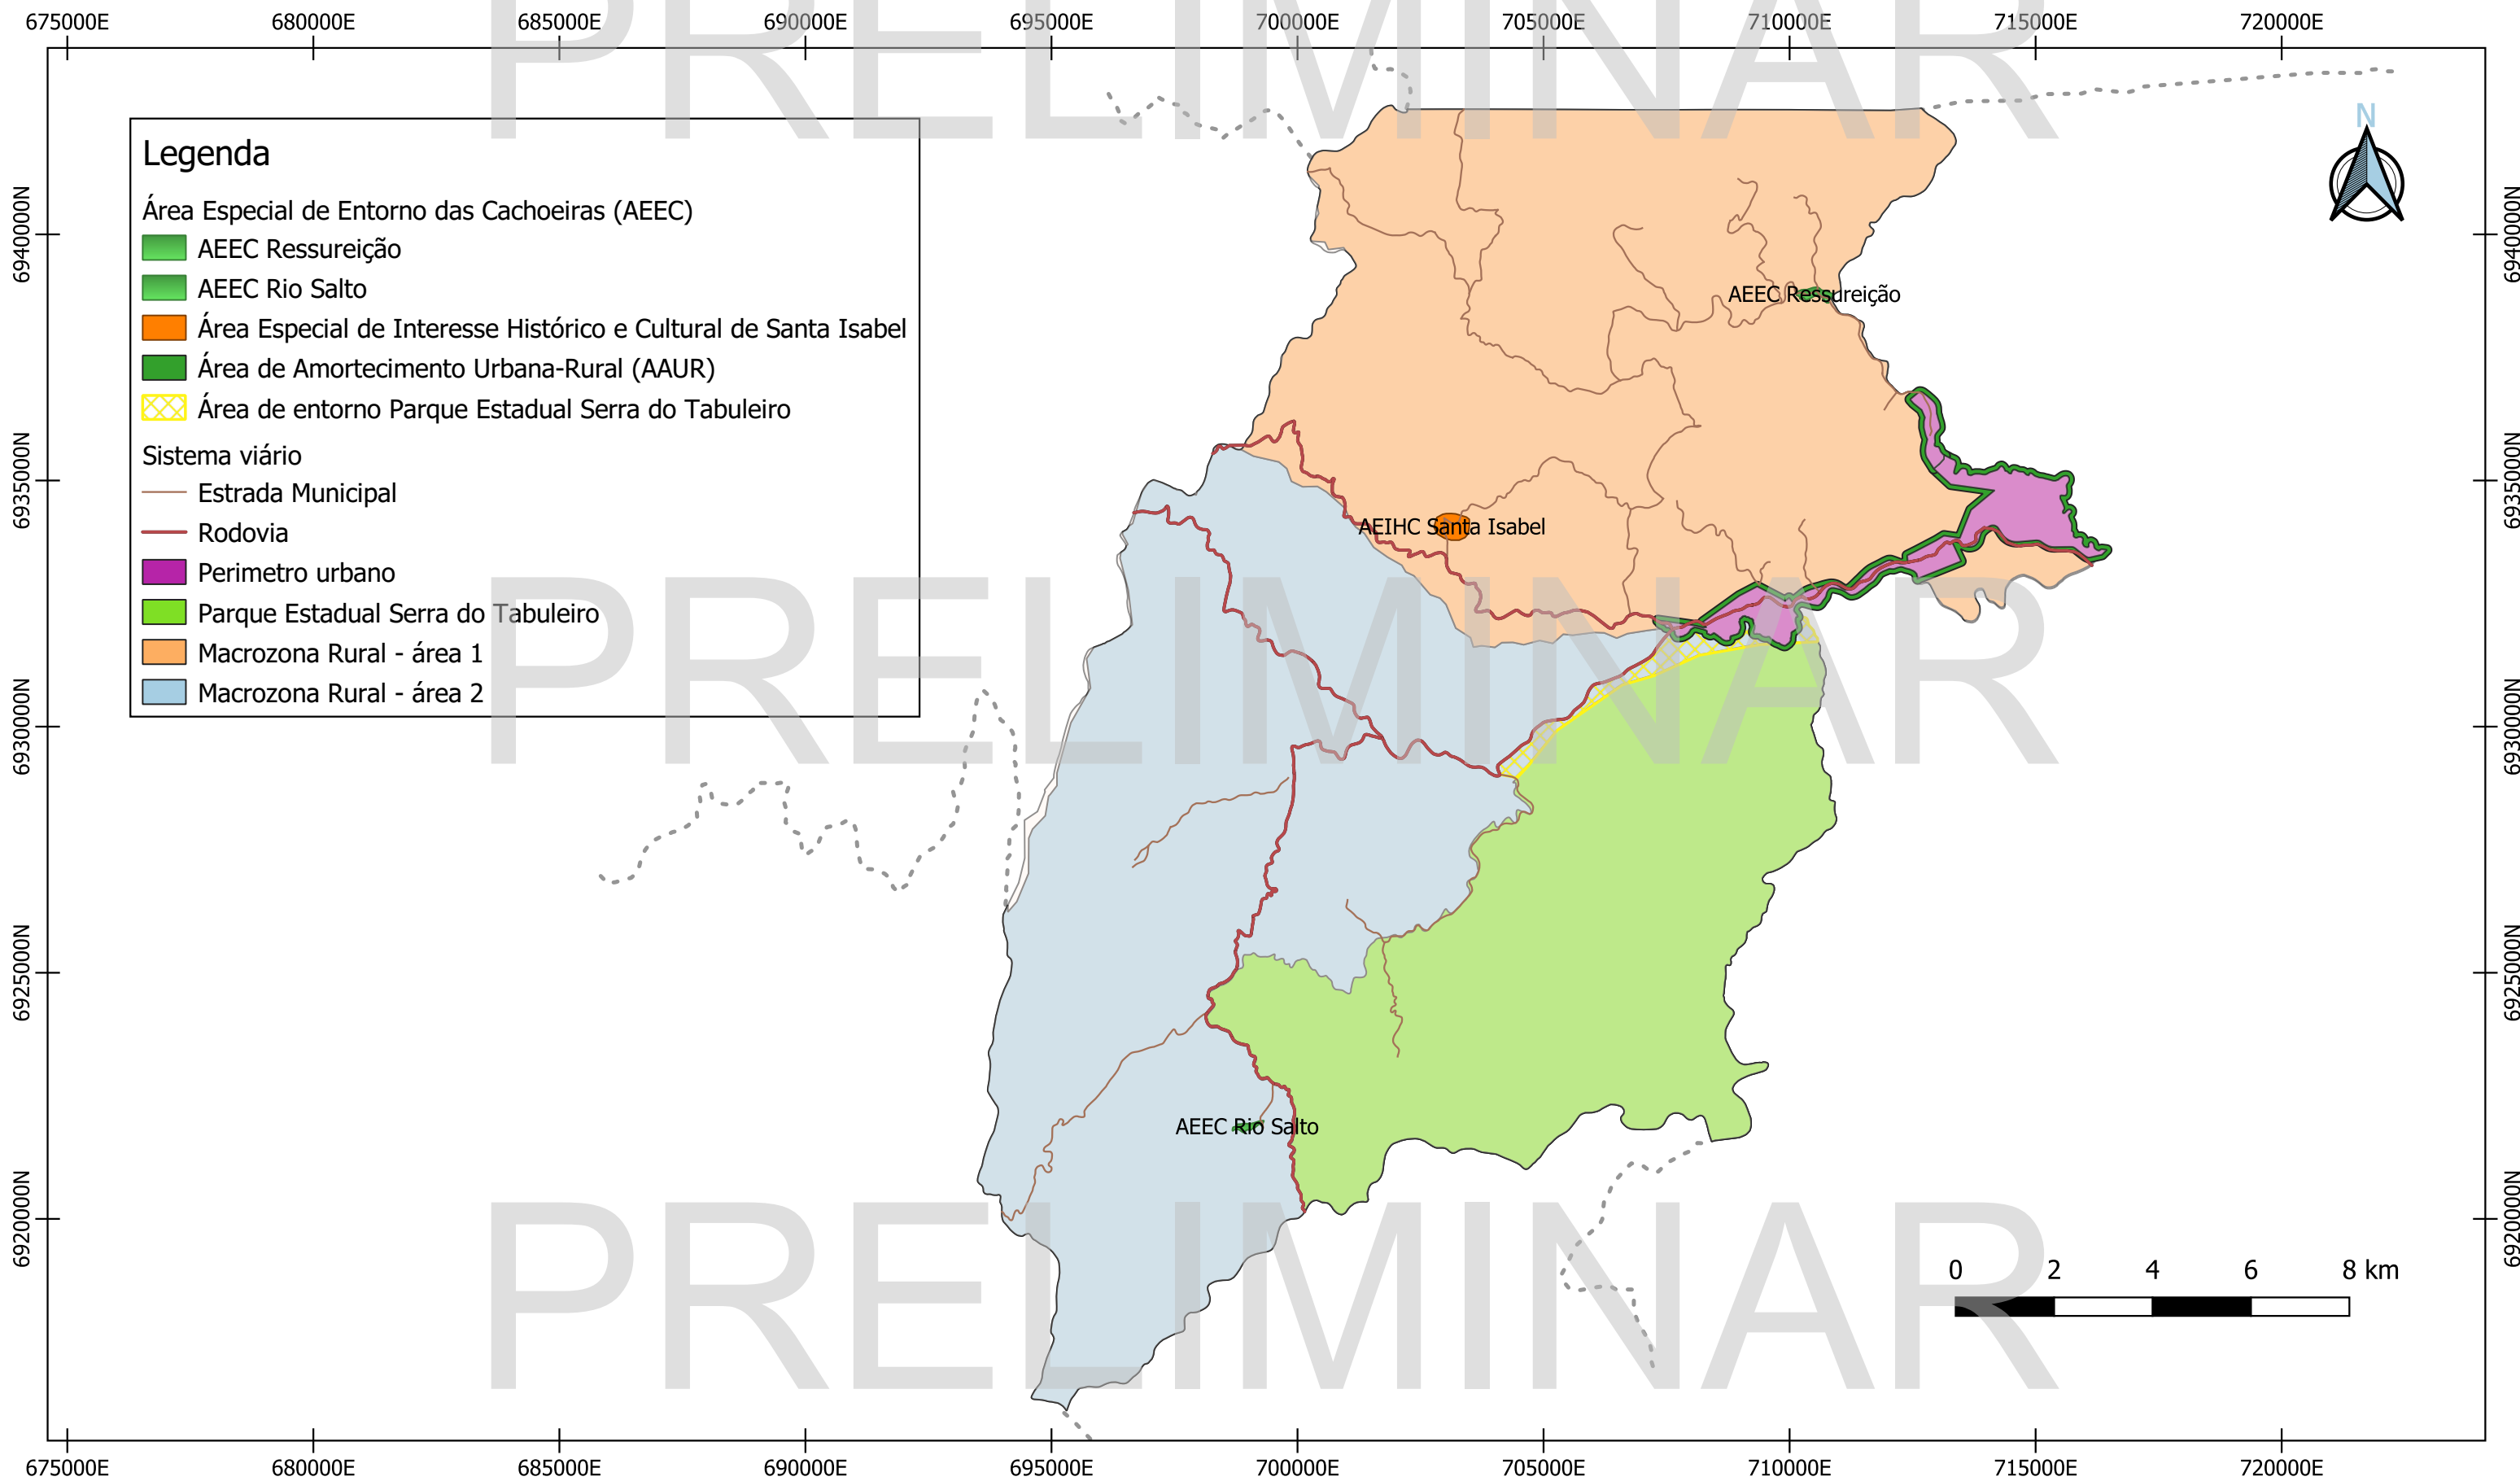 675000E 680000E 685000E 690000E 695000E 700000E 705000E 710000E 715000E 720000E
PRELIMINAR
N
Legenda
Área Especial de Entorno das Cachoeiras (AEEC)
AEEC Ressureição
AEEC Rio Salto
Área Especial de Interesse Histórico e Cultural de Santa Isabel
Área de Amortecimento Urbana-Rural (AAUR)
Área de entorno Parque Estadual Serra do Tabuleiro
Sistema viário
Estrada Municipal
Rodovia
Perimetro urbano
Parque Estadual Serra do Tabuleiro
Macrozona Rural - área 1
Macrozona Rural - área 2
6940000N
6935000N
6930000N
6925000N
6920000N
AEEC Ressureição
AEIHC Santa Isabel
PRELIMINAR
AEEC Rio Salto
PRELIMINAR
6940000N
6935000N
6930000N
6925000N
6920000N
0 2 4 6 8 km
675000E 680000E 685000E 690000E 695000E 700000E 705000E 710000E 715000E 720000E